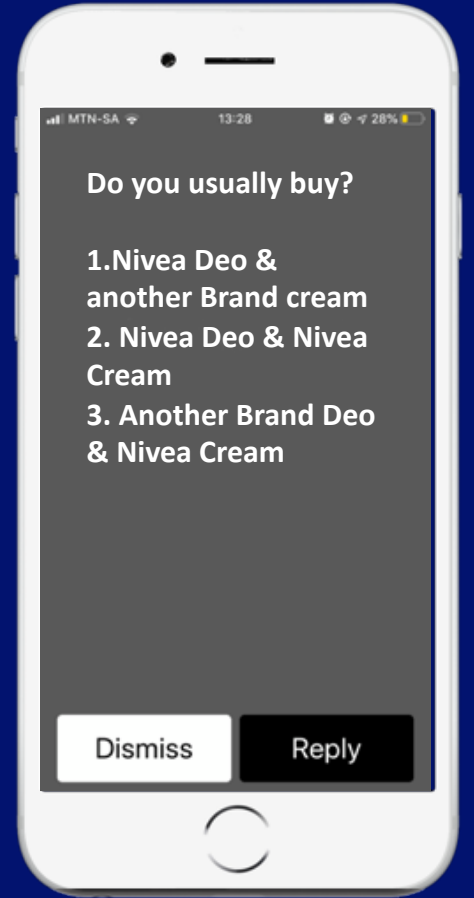 MTN-SA 13:28 28%
Do you usually buy?
1.Nivea Deo &
another Brand cream
2. Nivea Deo & Nivea
Cream
3. Another Brand Deo
& Nivea Cream
Dismiss Reply